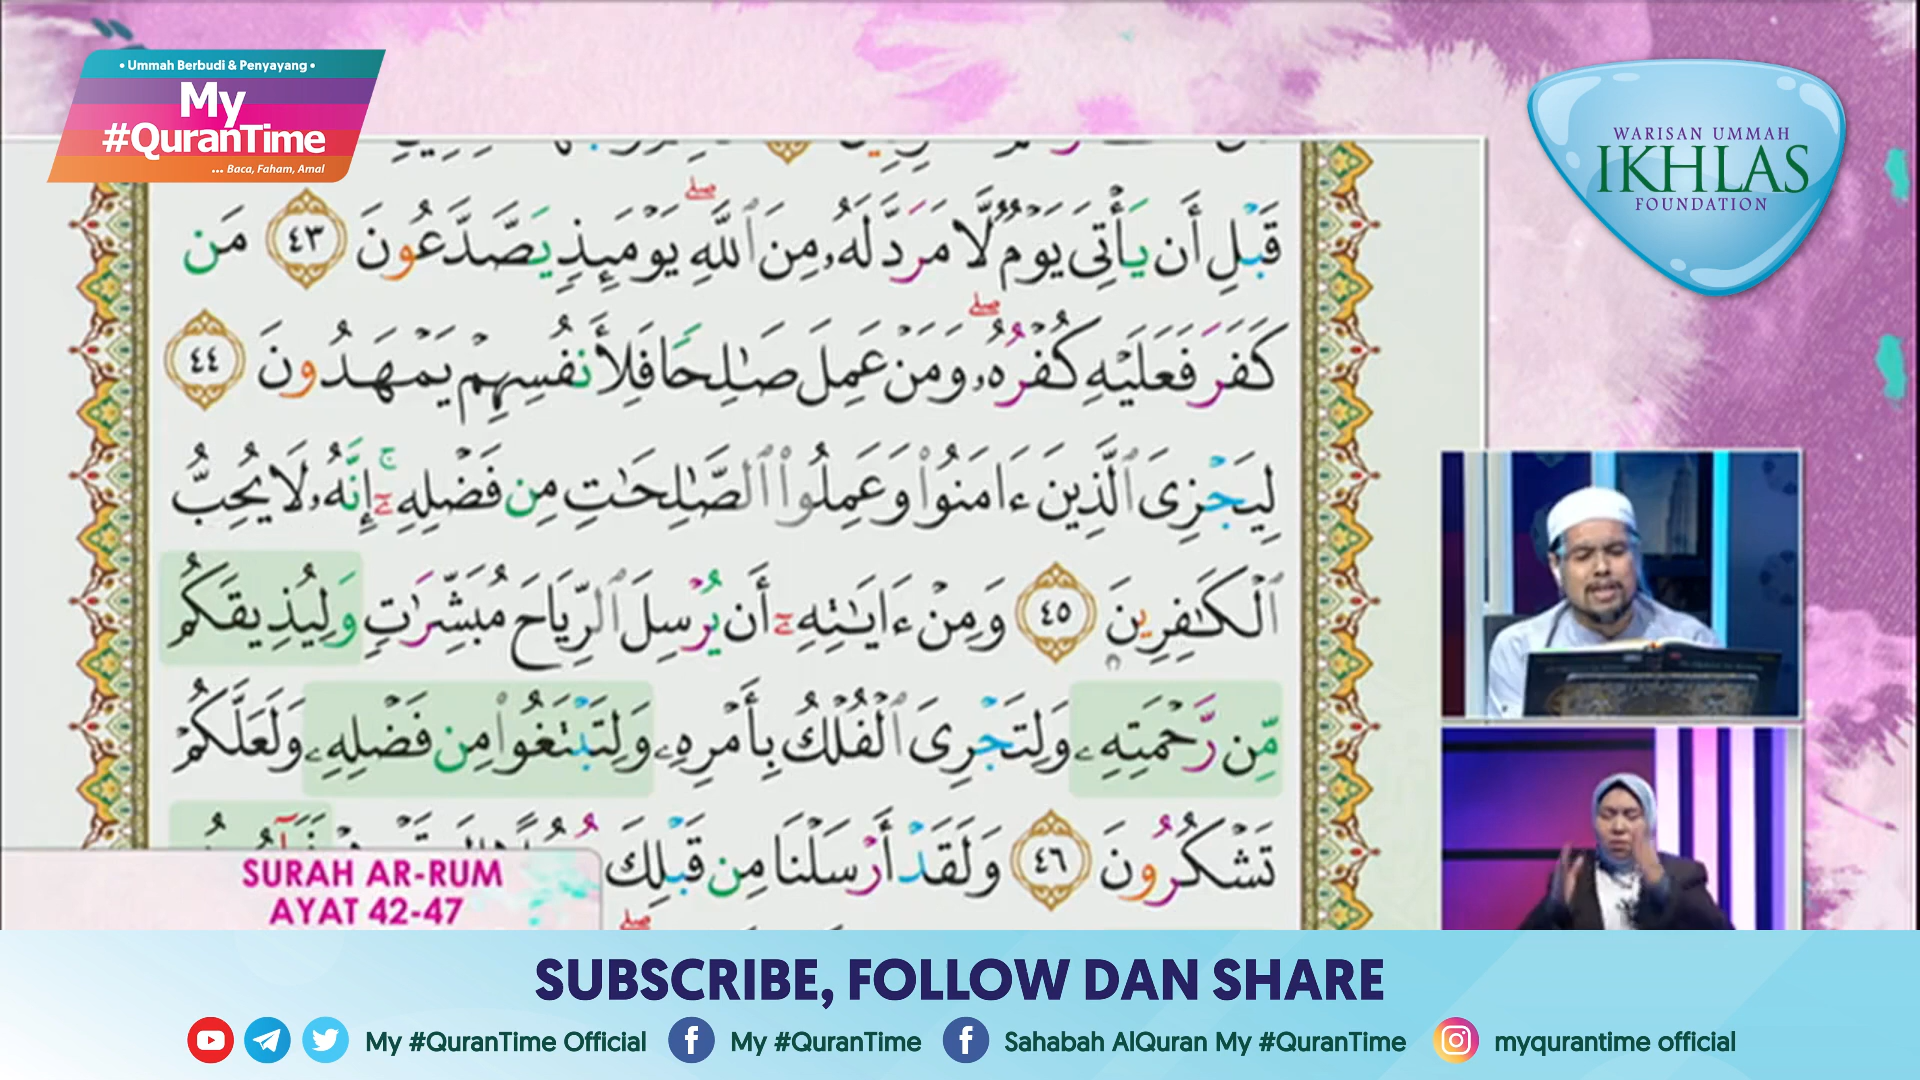 • Ummah Berbudi & Penyayang •
My
#QuranTime
... Baca, Faham, Amal
WARISAN UMMAH
IKHLAS
FOUNDATION
قَبْلِ أَن يَأْتِىَ يَوْمٌ لَّا مَرَدَّ لَهُۥ مِنَ ٱللَّهِ ۖ يَوْمَئِذٍ يَصَّدَّعُونَ ٤٣ مَن
كَفَرَ فَعَلَيْهِ كُفْرُهُۥ ۖ وَمَنْ عَمِلَ صَـٰلِحًا فَلِأَنفُسِهِمْ يَمْهَدُونَ ٤٤
لِيَجْزِىَ ٱلَّذِينَ ءَامَنُوا۟ وَعَمِلُوا۟ ٱلصَّـٰلِحَـٰتِ مِن فَضْلِهِۦٓ ۚ إِنَّهُۥ لَا يُحِبُّ
ٱلْكَـٰفِرِينَ ٤٥ وَمِنْ ءَايَـٰتِهِۦٓ أَن يُرْسِلَ ٱلرِّيَاحَ مُبَشِّرَٰتٍ وَلِيُذِيقَكُم
مِّن رَّحْمَتِهِۦ وَلِتَجْرِىَ ٱلْفُلْكُ بِأَمْرِهِۦ وَلِتَبْتَغُوا۟ مِن فَضْلِهِۦ وَلَعَلَّكُمْ
تَشْكُرُونَ ٤٦ وَلَقَدْ أَرْسَلْنَا مِن قَبْلِكَ
SURAH AR-RUM
AYAT 42-47
SUBSCRIBE, FOLLOW DAN SHARE
My #QuranTime Official My #QuranTime Sahabah AlQuran My #QuranTime myqurantime official